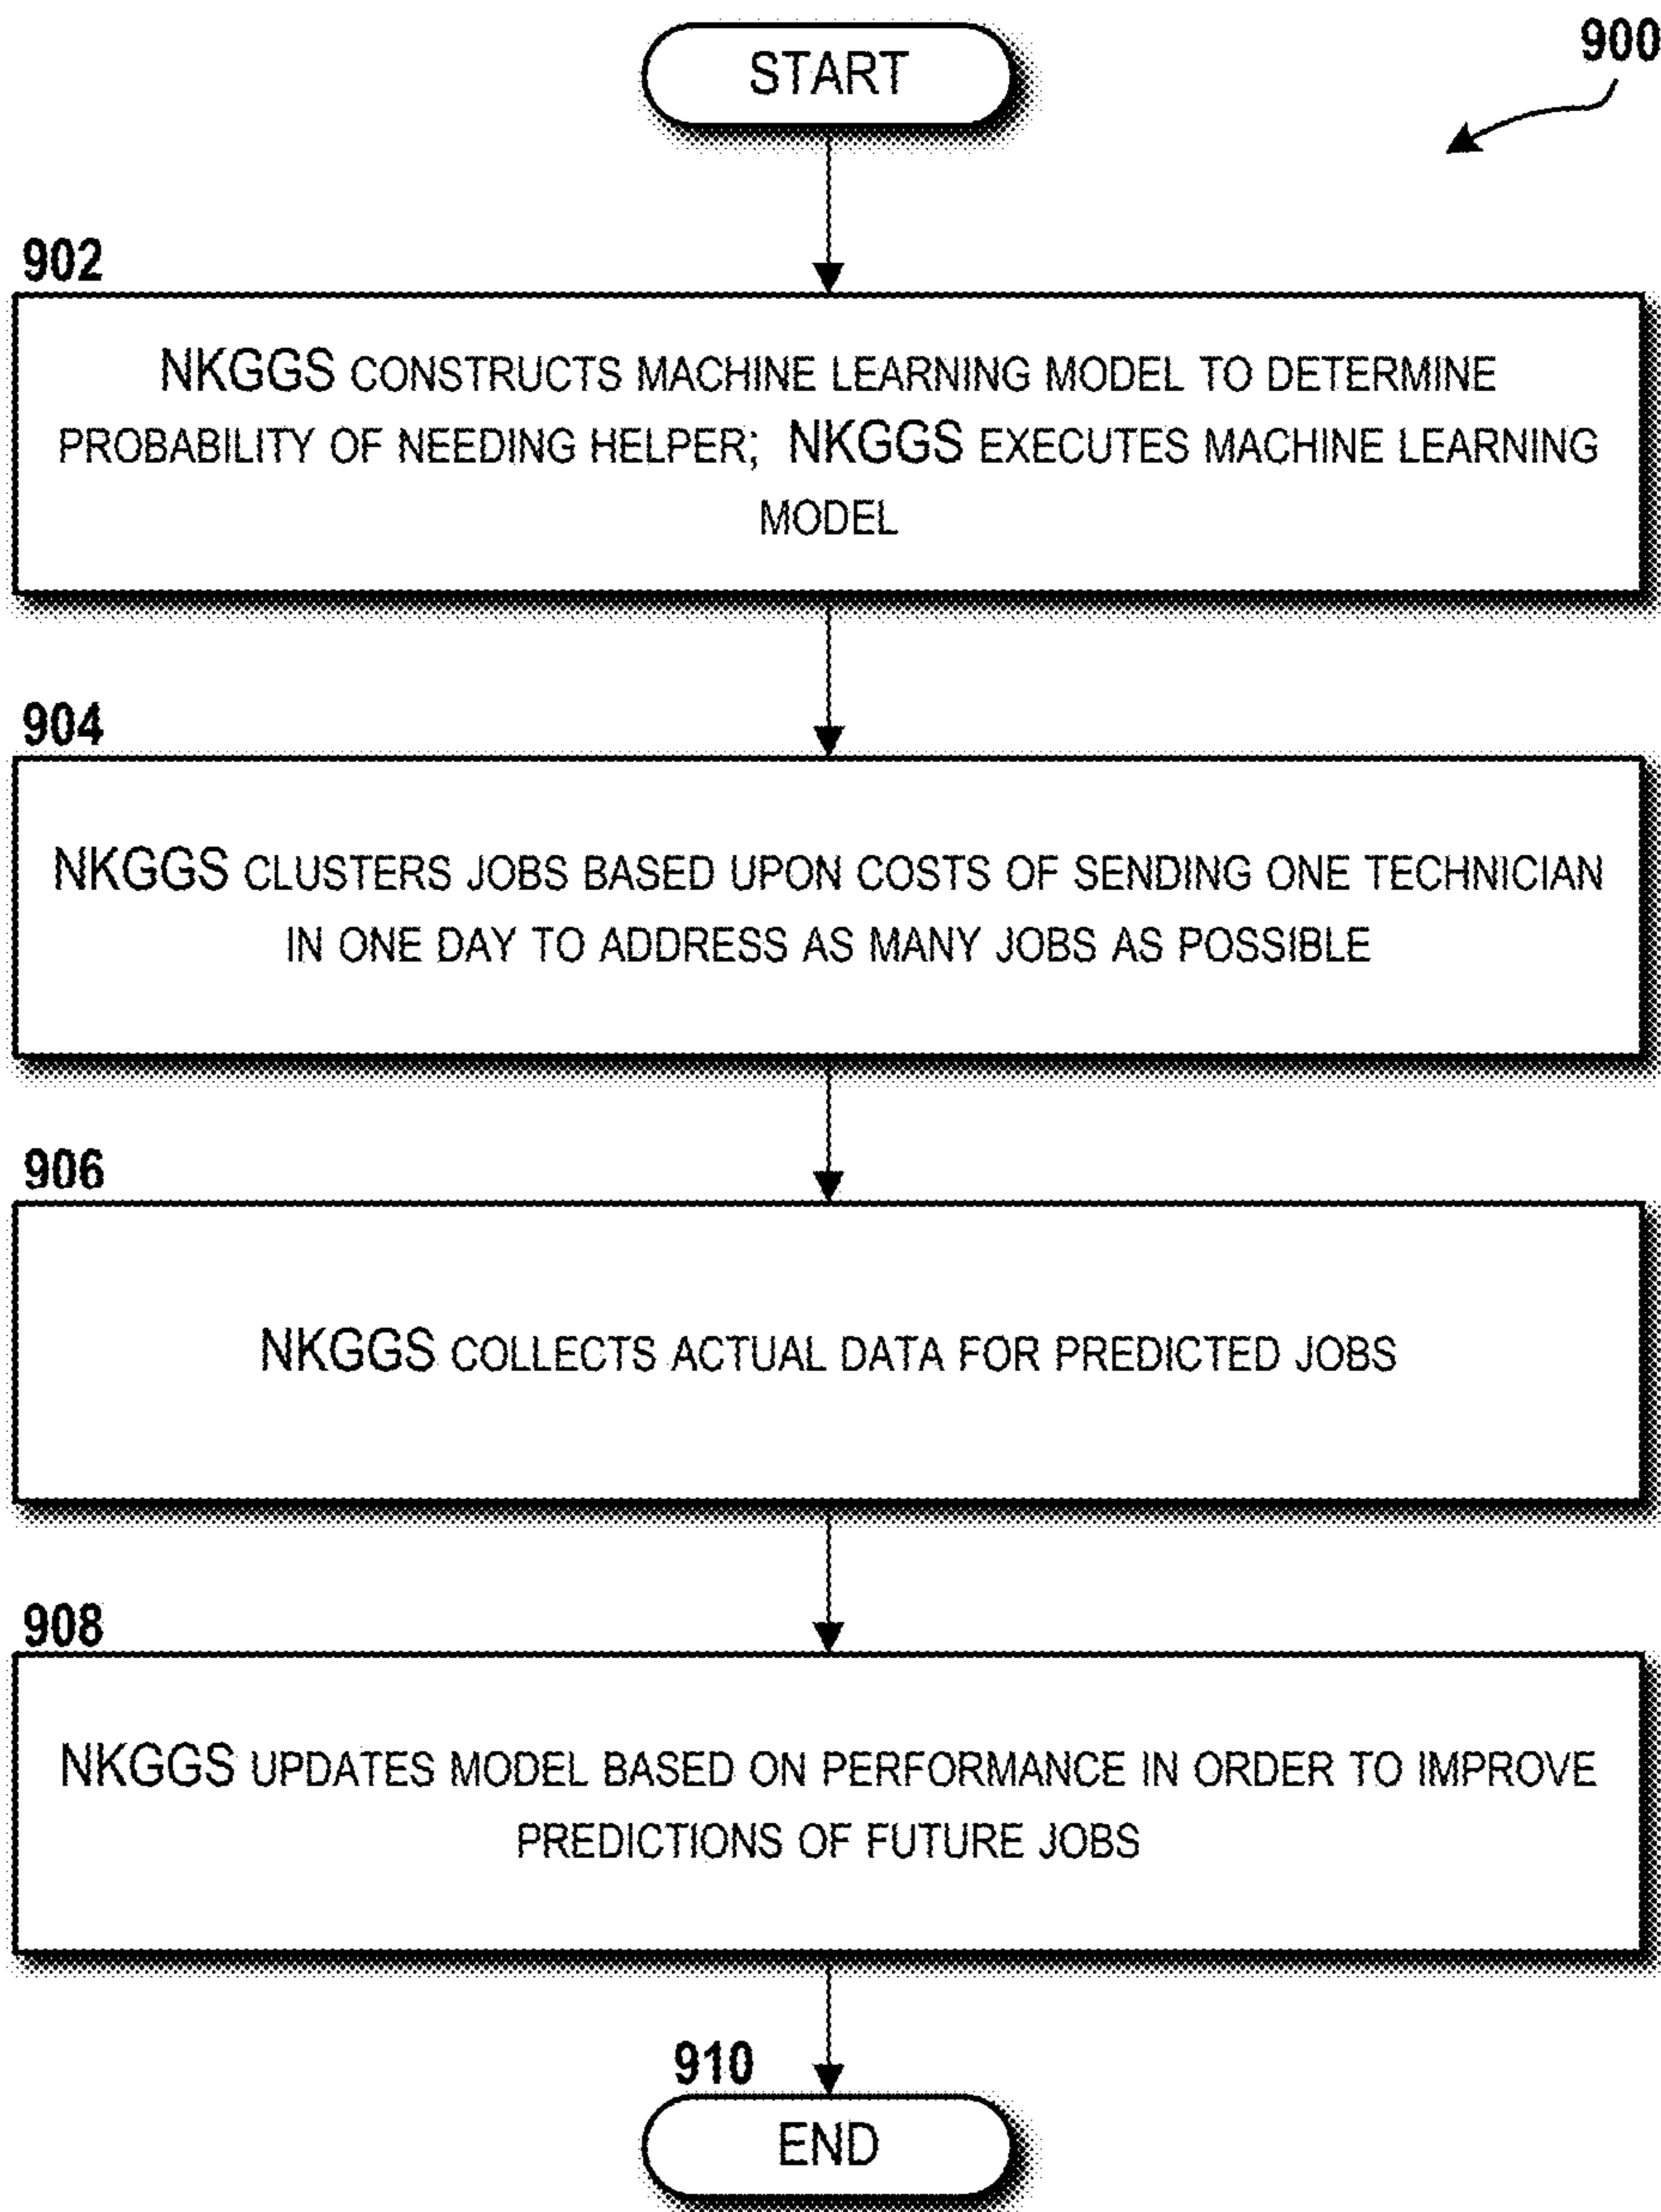 START
900
902
NKGGS CONSTRUCTS MACHINE LEARNING MODEL TO DETERMINE
PROBABILITY OF NEEDING HELPER; NKGGS EXECUTES MACHINE LEARNING
MODEL
904
NKGGS CLUSTERS JOBS BASED UPON COSTS OF SENDING ONE TECHNICIAN
IN ONE DAY TO ADDRESS AS MANY JOBS AS POSSIBLE
906
NKGGS COLLECTS ACTUAL DATA FOR PREDICTED JOBS
908
NKGGS UPDATES MODEL BASED ON PERFORMANCE IN ORDER TO IMPROVE
PREDICTIONS OF FUTURE JOBS
910
END